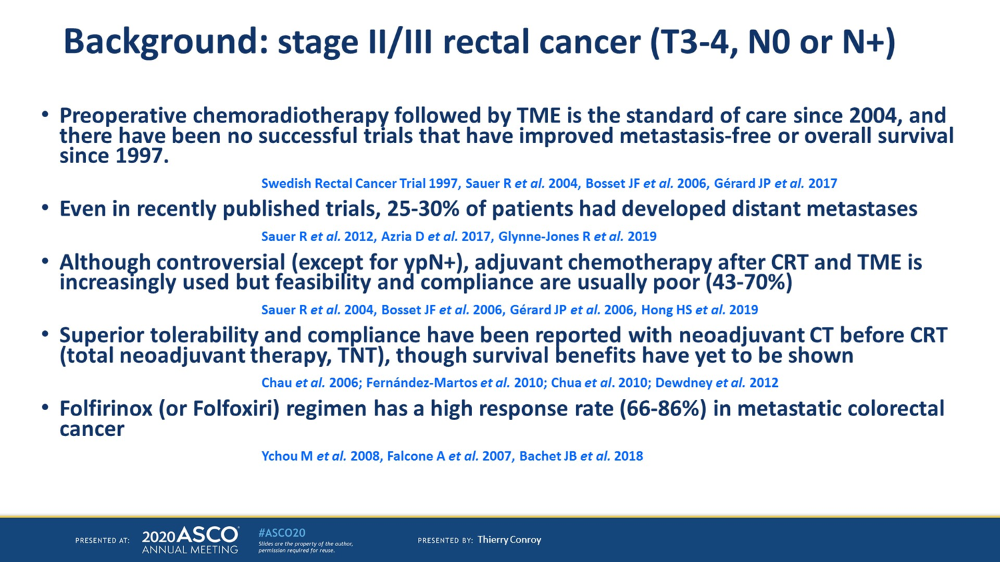 Background: stage II/III rectal cancer (T3-4, N0 or N+)
• Preoperative chemoradiotherapy followed by TME is the standard of care since 2004, and
there have been no successful trials that have improved metastasis-free or overall survival
since 1997.
Swedish Rectal Cancer Trial 1997, Sauer R et al. 2004, Bosset JF et al. 2006, Gérard JP et al. 2017
• Even in recently published trials, 25-30% of patients had developed distant metastases
Sauer R et al. 2012, Azria D et al. 2017, Glynne-Jones R et al. 2019
• Although controversial (except for ypN+), adjuvant chemotherapy after CRT and TME is
increasingly used but feasibility and compliance are usually poor (43-70%)
Sauer R et al. 2004, Bosset JF et al. 2006, Gérard JP et al. 2006, Hong HS et al. 2019
• Superior tolerability and compliance have been reported with neoadjuvant CT before CRT
(total neoadjuvant therapy, TNT), though survival benefits have yet to be shown
Chau et al. 2006; Fernández-Martos et al. 2010; Chua et al. 2010; Dewdney et al. 2012
• Folfirinox (or Folfoxiri) regimen has a high response rate (66-86%) in metastatic colorectal
cancer
Ychou M et al. 2008, Falcone A et al. 2007, Bachet JB et al. 2018
PRESENTED AT:
2020 ASCO
ANNUAL MEETING
#ASCO20
Slides are the property of the author,
permission required for reuse.
PRESENTED BY: Thierry Conroy